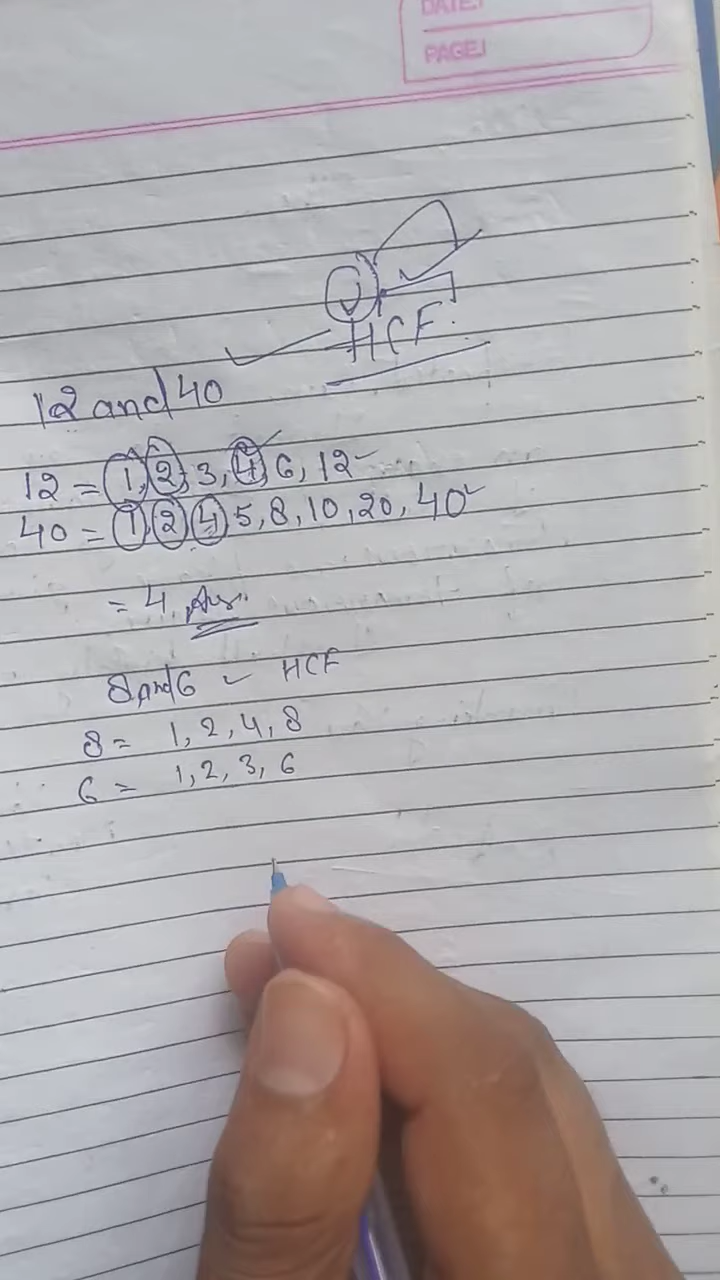 DATE:
PAGE:
HCF
12 and 40
12 = 1, 2, 3, 4, 6, 12
40 = 1 2 4 5, 8, 10, 20, 40
= 4 Ans.
8 and 6 HCF
8 = 1, 2, 4, 8
6 = 1, 2, 3, 6